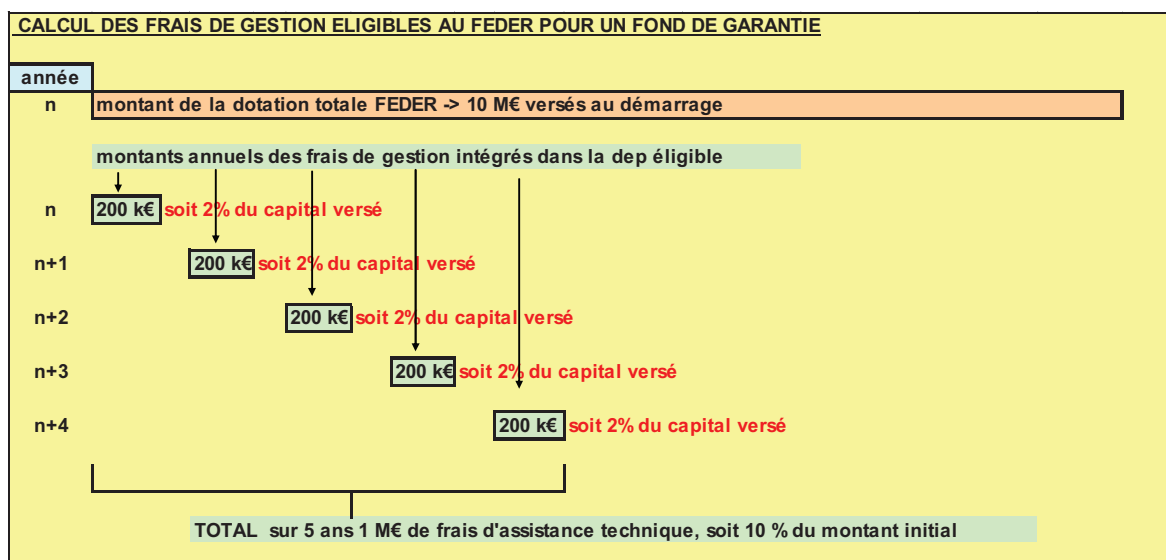 CALCUL DES FRAIS DE GESTION ELIGIBLES AU FEDER POUR UN FOND DE GARANTIE
année
n montant de la dotation totale FEDER -> 10 M€ versés au démarrage
montants annuels des frais de gestion intégrés dans la dep éligible
n 200 k€ soit 2% du capital versé
n+1 200 k€ soit 2% du capital versé
n+2 200 k€ soit 2% du capital versé
n+3 200 k€ soit 2% du capital versé
n+4 200 k€ soit 2% du capital versé
TOTAL sur 5 ans 1 M€ de frais d'assistance technique, soit 10 % du montant initial